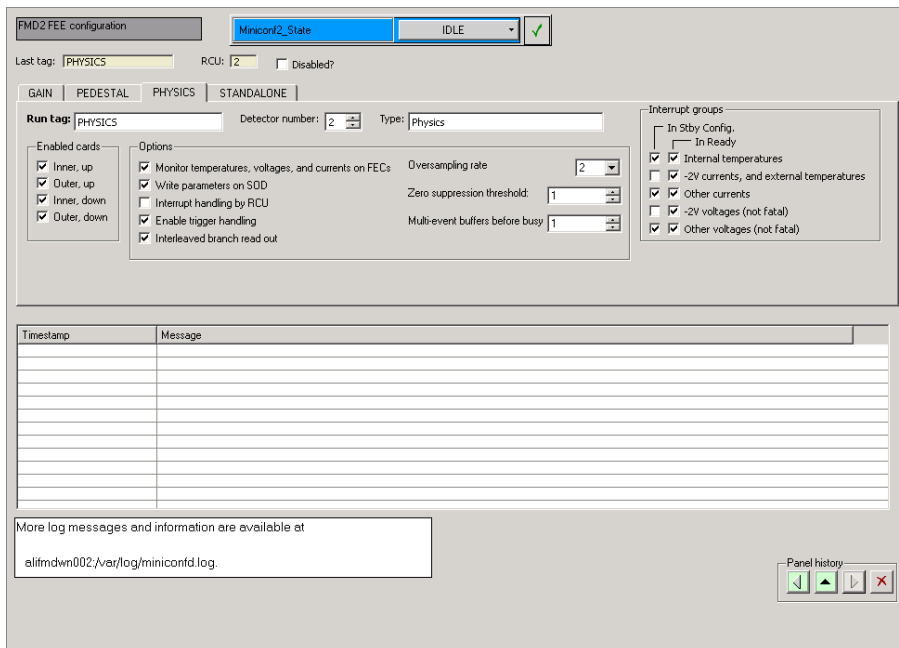 FMD2 FEE configuration
Miniconf2_State
IDLE
Last tag: PHYSICS
RCU: 2
Disabled?
GAIN
PEDESTAL
PHYSICS
STANDALONE
Run tag: PHYSICS
Detector number: 2
Type: Physics
Enabled cards
Inner, up
Outer, up
Inner, down
Outer, down
Options
Monitor temperatures, voltages, and currents on FECs
Write parameters on SOD
Interrupt handling by RCU
Enable trigger handling
Interleaved branch read out
Oversampling rate 2
Zero suppression threshold: 1
Multi-event buffers before busy 1
Interrupt groups
In Stby Config.
In Ready
Internal temperatures
-2V currents, and external temperatures
Other currents
-2V voltages (not fatal)
Other voltages (not fatal)
Timestamp
Message
More log messages and information are available at
alifmdwn002:/var/log/miniconfd.log.
Panel history